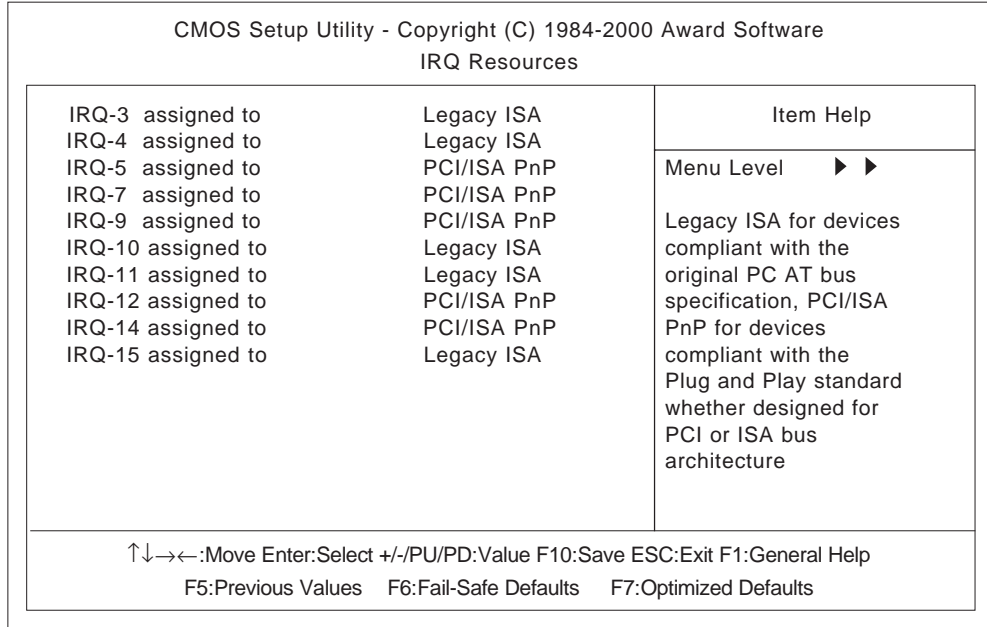 CMOS Setup Utility - Copyright (C) 1984-2000 Award Software
IRQ Resources
IRQ-3 assigned to Legacy ISA
IRQ-4 assigned to Legacy ISA
IRQ-5 assigned to PCI/ISA PnP
IRQ-7 assigned to PCI/ISA PnP
IRQ-9 assigned to PCI/ISA PnP
IRQ-10 assigned to Legacy ISA
IRQ-11 assigned to Legacy ISA
IRQ-12 assigned to PCI/ISA PnP
IRQ-14 assigned to PCI/ISA PnP
IRQ-15 assigned to Legacy ISA
Item Help
Menu Level ▶ ▶
Legacy ISA for devices
compliant with the
original PC AT bus
specification, PCI/ISA
PnP for devices
compliant with the
Plug and Play standard
whether designed for
PCI or ISA bus
architecture
↑↓→←:Move Enter:Select +/-/PU/PD:Value F10:Save ESC:Exit F1:General Help
F5:Previous Values F6:Fail-Safe Defaults F7:Optimized Defaults